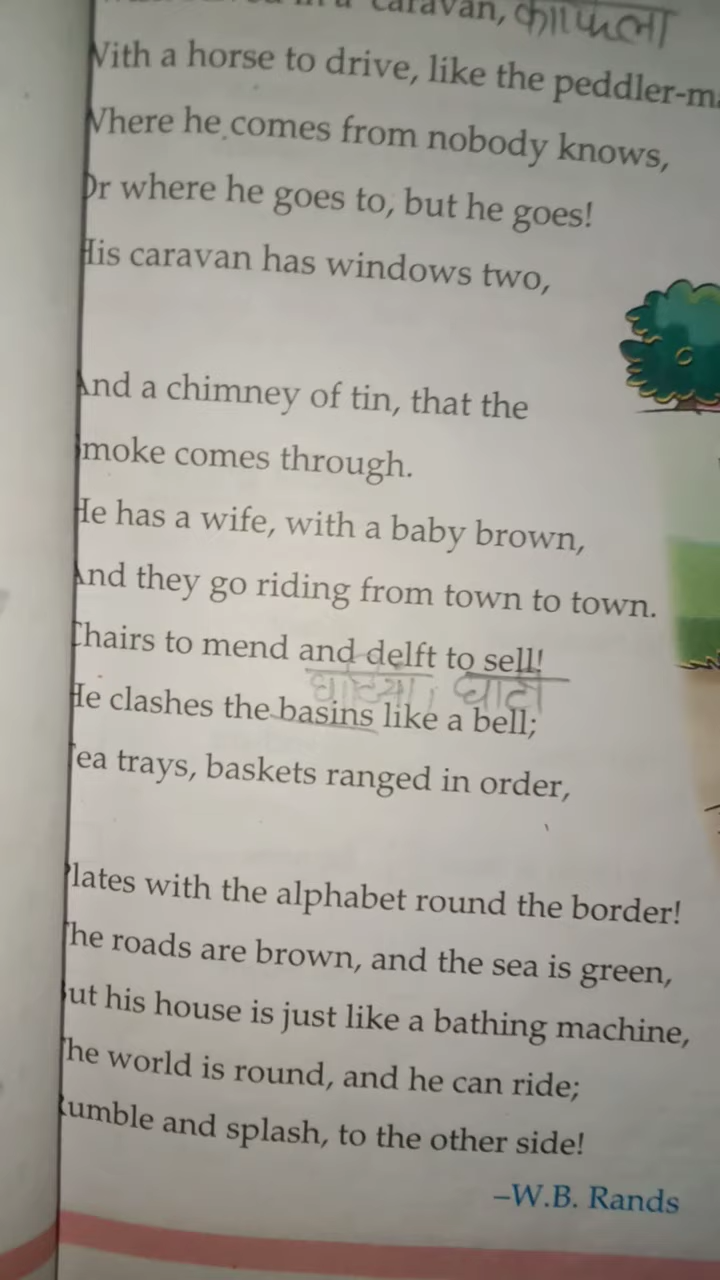 a caravan, काफिला
With a horse to drive, like the peddler-ma
Where he comes from nobody knows,
Or where he goes to, but he goes!
His caravan has windows two,
And a chimney of tin, that the
Smoke comes through.
He has a wife, with a baby brown,
And they go riding from town to town.
Chairs to mend and delft to sell!
घाटी
He clashes the basins like a bell;
Tea trays, baskets ranged in order,
Plates with the alphabet round the border!
The roads are brown, and the sea is green,
But his house is just like a bathing machine,
The world is round, and he can ride;
Rumble and splash, to the other side!
–W.B. Rands